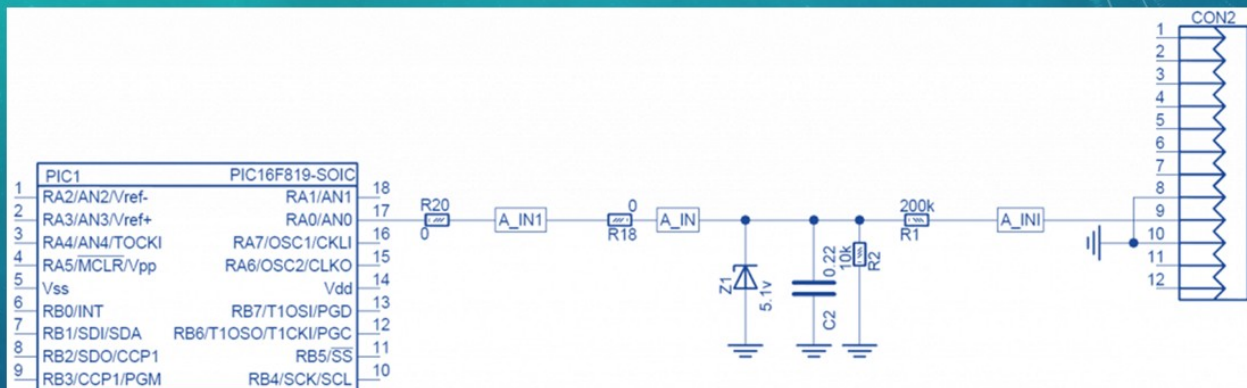 CON2
1
2
3
4
5
6
7
8
9
10
11
12
PIC1 PIC16F819-SOIC
1 RA2/AN2/Vref- RA1/AN1 18
2 RA3/AN3/Vref+ RA0/AN0 17
3 RA4/AN4/TOCKI RA7/OSC1/CKLI 16
4 RA5/MCLR/Vpp RA6/OSC2/CLKO 15
5 Vss Vdd 14
6 RB0/INT RB7/T1OSI/PGD 13
7 RB1/SDI/SDA RB6/T1OSO/T1CKI/PGC 12
8 RB2/SDO/CCP1 RB5/SS 11
9 RB3/CCP1/PGM RB4/SCK/SCL 10
R20
0
A_IN1
0
R18
A_IN
Z1
5.1v
C2
0.22
10k
R2
200k
R1
A_INI